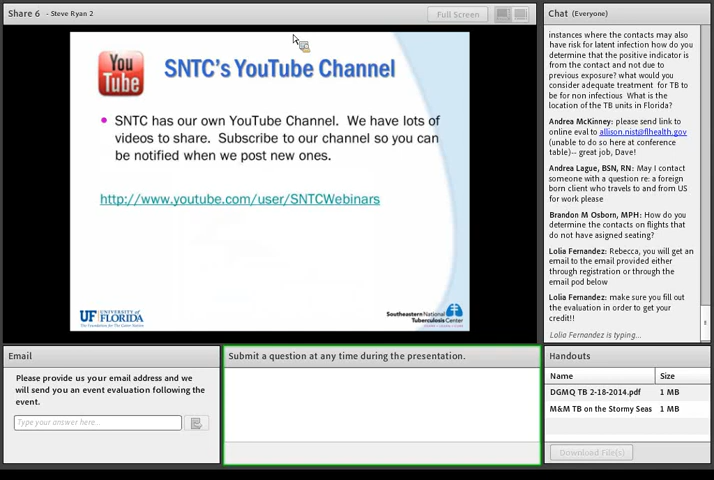 Share 6 - Steve Ryan 2
Full Screen
You
Tube
SNTC's YouTube Channel
• SNTC has our own YouTube Channel. We have lots of
videos to share. Subscribe to our channel so you can
be notified when we post new ones.
http://www.youtube.com/user/SNTCWebinars
UF UNIVERSITY of
FLORIDA
The Foundation for The Gator Nation
Southeastern National
Tuberculosis Center
Chat (Everyone)
instances where the contacts may also
have risk for latent infection how do you
determine that the positive indicator is
from the contact and not due to
previous exposure? what would you
consider adequate treatment for TB to
be for non infectious What is the
location of the TB units in Florida?
Andrea McKinney: please send link to
online eval to allison.nist@flhealth.gov
(unable to do so here at conference
table)-- great job, Dave!
Andrea Lague, BSN, RN: May I contact
someone with a question re: a foreign
born client who travels to and from US
for work please
Brandon M Osborn, MPH: How do you
determine the contacts on flights that
do not have asigned seating?
Lolia Fernandez: Rebecca, you will get an
email to the email provided either
through registration or through the
email pod below
Lolia Fernandez: make sure you fill out
the evaluation in order to get your
credit!!
Lolia Fernandez is typing...
Email
Please provide us your email address and we
will send you an event evaluation following the
event.
Type your answer here...
Submit a question at any time during the presentation.
Handouts
Name Size
DGMQ TB 2-18-2014.pdf 1 MB
M&M TB on the Stormy Seas 1 MB
Download File(s)